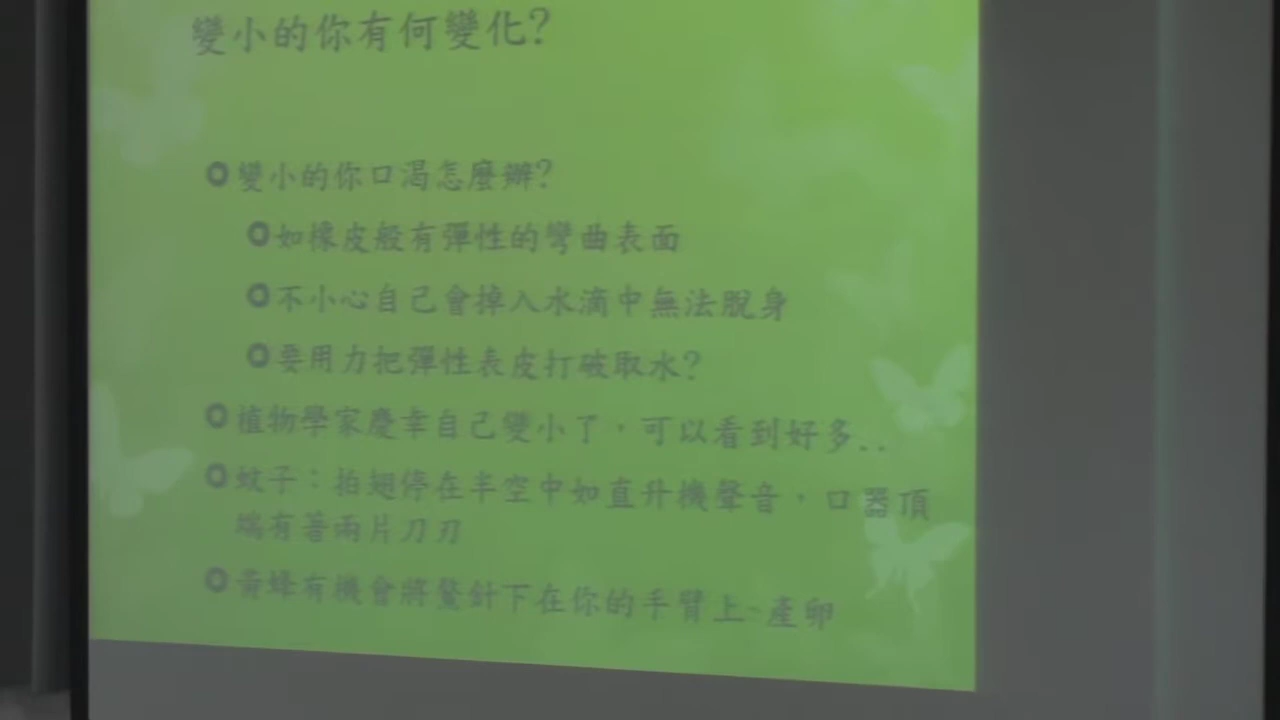 變小的你有何變化?
變小的你口渴怎麼辦?
如橡皮般有彈性的彎曲表面
不小心自己會掉入水滴中無法脫身
要用力把彈性表皮打破取水?
植物學家慶幸自己變小了，可以看到好多..
蚊子：拍翅停在半空中如直升機聲音，口器頂
端有著兩片刀刃
黃蜂有機會將螫針下在你的手臂上-產卵